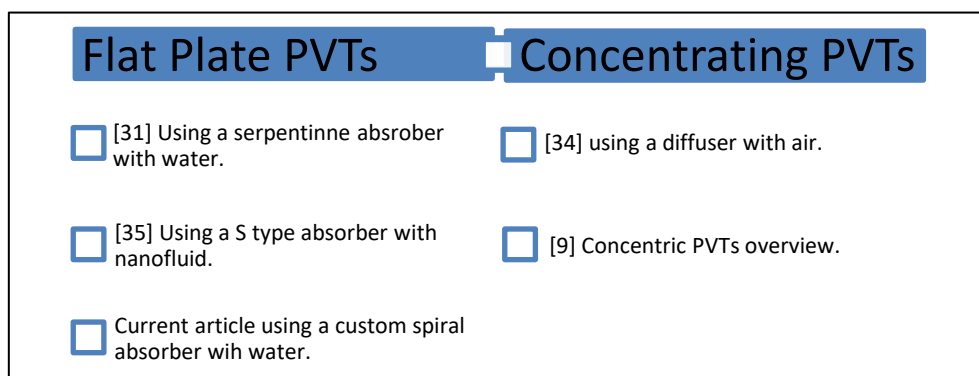 Flat Plate PVTs
[31] Using a serpentinne absrober
with water.
[35] Using a S type absorber with
nanofluid.
Current article using a custom spiral
absorber wih water.
Concentrating PVTs
[34] using a diffuser with air.
[9] Concentric PVTs overview.